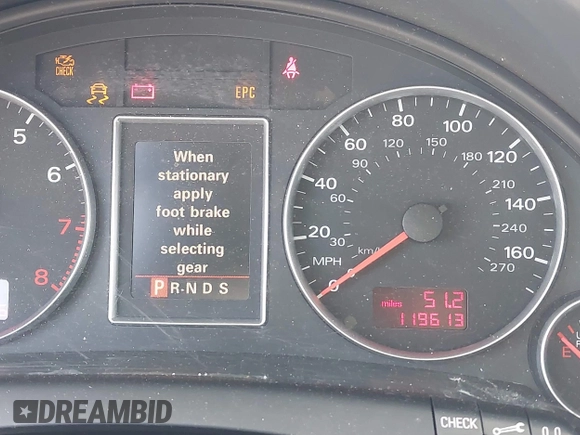 CHECK
EPC
When
stationary
apply
foot brake
while
selecting
gear
P R-N D S
5
6
7
8
20
40
60
80
100
120
140
160
30
60
90
120
150
180
210
240
270
MPH
km/h
0
miles 51.2
119613
E
CHECK
0.0
DREAMBID